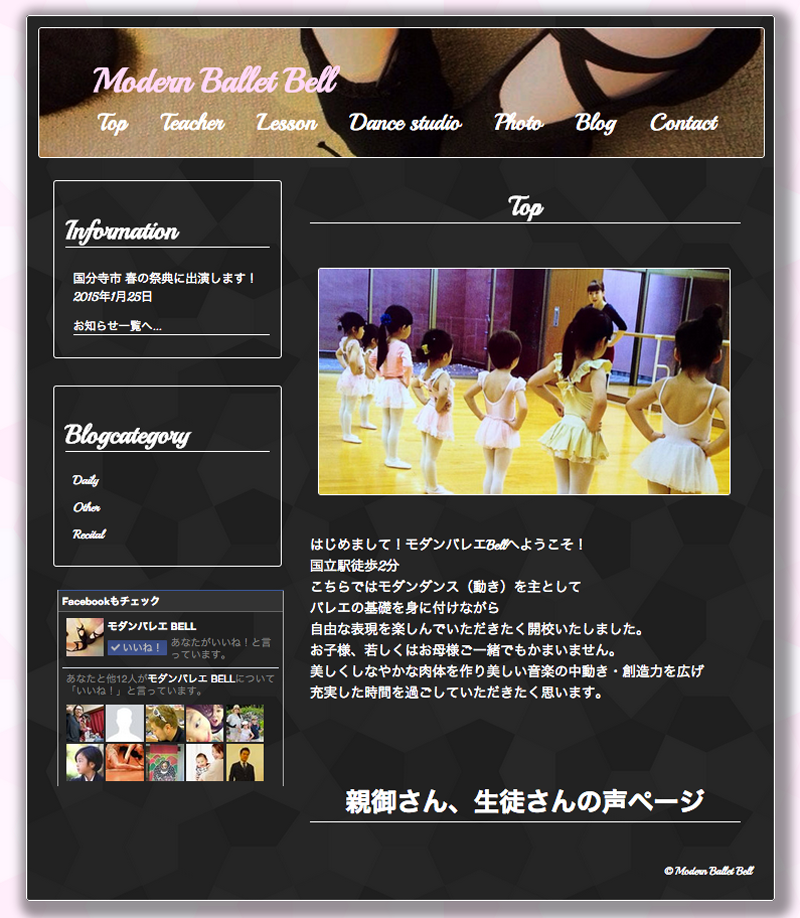 Modern Ballet Bell
Top Teacher Lesson Dance studio Photo Blog Contact
Information
国分寺市 春の祭典に出演します！
2015年1月25日
お知らせ一覧へ...
Blogcategory
Daily
Other
Recital
Facebookもチェック
モダンバレエ BELL
いいね！
あなたがいいね！と言
っています。
あなたと他12人がモダンバレエ BELLについて
「いいね！」と言っています。
Top
はじめまして！モダンバレエBellへようこそ！
国立駅徒歩2分
こちらではモダンダンス（動き）を主として
バレエの基礎を身に付けながら
自由な表現を楽しんでいただきたく開校いたしました。
お子様、若しくはお母様ご一緒でもかまいません。
美しくしなやかな肉体を作り美しい音楽の中動き・創造力を広げ
充実した時間を過ごしていただきたく思います。
親御さん、生徒さんの声ページ
© Modern Ballet Bell